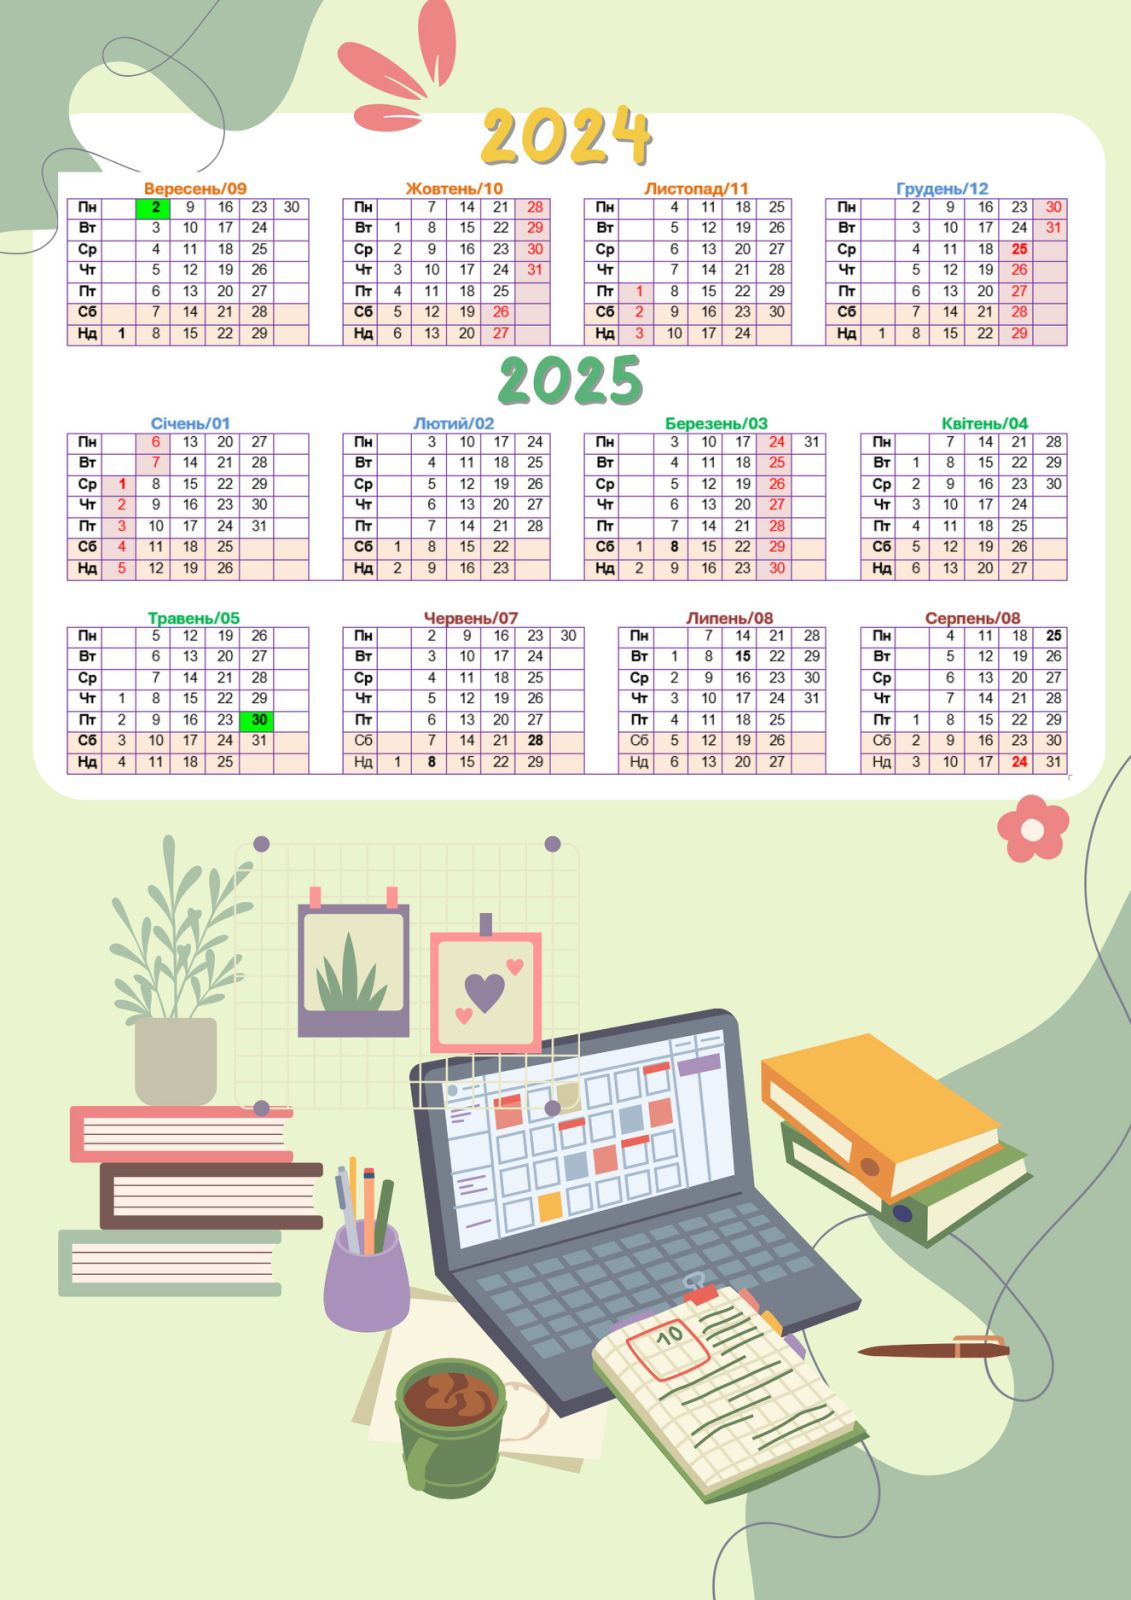 2024
Вересень/09 Жовтень/10 Листопад/11 Грудень/12
Пн 2 9 16 23 30 Пн 7 14 21 28 Пн 4 11 18 25 Пн 2 9 16 23 30
Вт 3 10 17 24 Вт 1 8 15 22 29 Вт 5 12 19 26 Вт 3 10 17 24 31
Ср 4 11 18 25 Ср 2 9 16 23 30 Ср 6 13 20 27 Ср 4 11 18 25
Чт 5 12 19 26 Чт 3 10 17 24 31 Чт 7 14 21 28 Чт 5 12 19 26
Пт 6 13 20 27 Пт 4 11 18 25 Пт 1 8 15 22 29 Пт 6 13 20 27
Сб 7 14 21 28 Сб 5 12 19 26 Сб 2 9 16 23 30 Сб 7 14 21 28
Нд 1 8 15 22 29 Нд 6 13 20 27 Нд 3 10 17 24 Нд 1 8 15 22 29
2025
Січень/01 Лютий/02 Березень/03 Квітень/04
Пн 6 13 20 27 Пн 3 10 17 24 Пн 3 10 17 24 31 Пн 7 14 21 28
Вт 7 14 21 28 Вт 4 11 18 25 Вт 4 11 18 25 Вт 1 8 15 22 29
Ср 1 8 15 22 29 Ср 5 12 19 26 Ср 5 12 19 26 Ср 2 9 16 23 30
Чт 2 9 16 23 30 Чт 6 13 20 27 Чт 6 13 20 27 Чт 3 10 17 24
Пт 3 10 17 24 31 Пт 7 14 21 28 Пт 7 14 21 28 Пт 4 11 18 25
Сб 4 11 18 25 Сб 1 8 15 22 Сб 1 8 15 22 29 Сб 5 12 19 26
Нд 5 12 19 26 Нд 2 9 16 23 Нд 2 9 16 23 30 Нд 6 13 20 27
Травень/05 Червень/07 Липень/08 Серпень/08
Пн 5 12 19 26 Пн 2 9 16 23 30 Пн 7 14 21 28 Пн 4 11 18 25
Вт 6 13 20 27 Вт 3 10 17 24 Вт 1 8 15 22 29 Вт 5 12 19 26
Ср 7 14 21 28 Ср 4 11 18 25 Ср 2 9 16 23 30 Ср 6 13 20 27
Чт 1 8 15 22 29 Чт 5 12 19 26 Чт 3 10 17 24 31 Чт 7 14 21 28
Пт 2 9 16 23 30 Пт 6 13 20 27 Пт 4 11 18 25 Пт 1 8 15 22 29
Сб 3 10 17 24 31 Сб 7 14 21 28 Сб 5 12 19 26 Сб 2 9 16 23 30
Нд 4 11 18 25 Нд 1 8 15 22 29 Нд 6 13 20 27 Нд 3 10 17 24 31
10